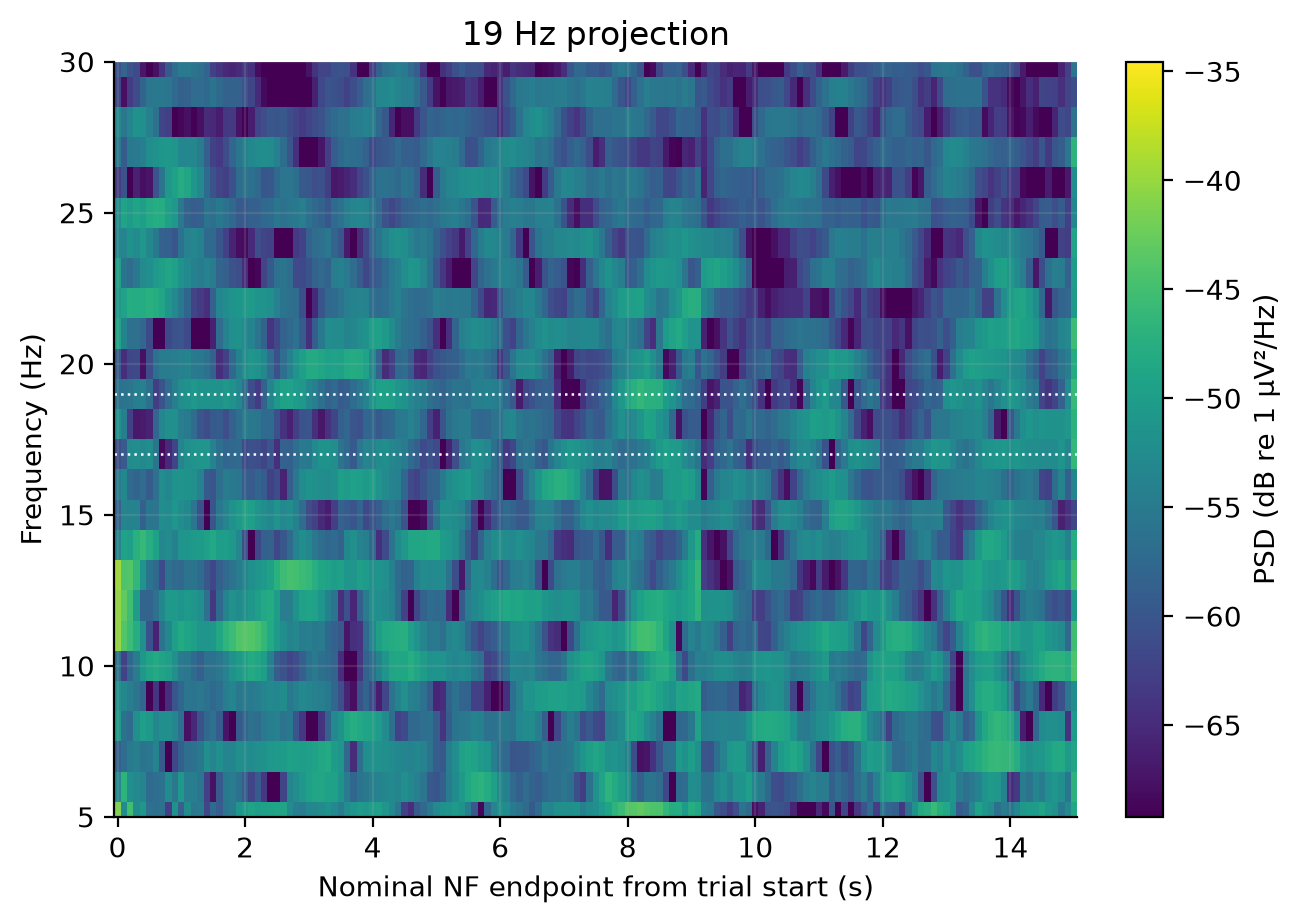 19 Hz projection
30
25
20
15
10
5
Frequency (Hz)
0 2 4 6 8 10 12 14
Nominal NF endpoint from trial start (s)
−35
−40
−45
−50
−55
−60
−65
PSD (dB re 1 µV²/Hz)